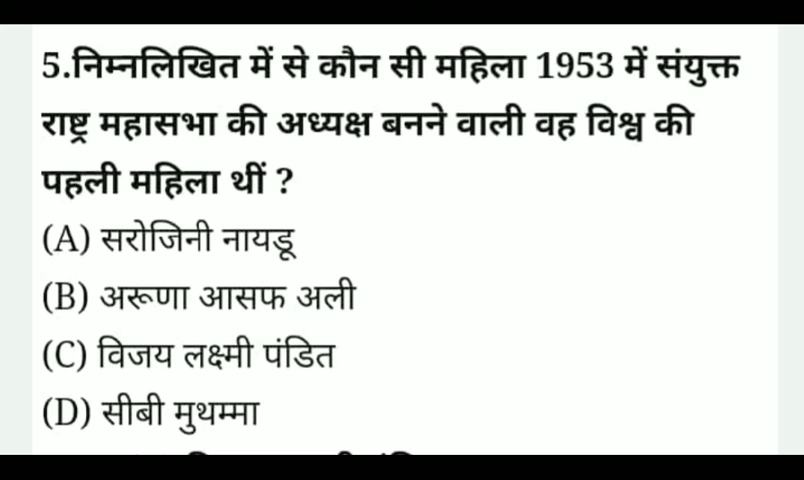 5.निम्नलिखित में से कौन सी महिला 1953 में संयुक्त
राष्ट्र महासभा की अध्यक्ष बनने वाली वह विश्व की
पहली महिला थीं ?
(A) सरोजिनी नायडू
(B) अरूणा आसफ अली
(C) विजय लक्ष्मी पंडित
(D) सीबी मुथम्मा